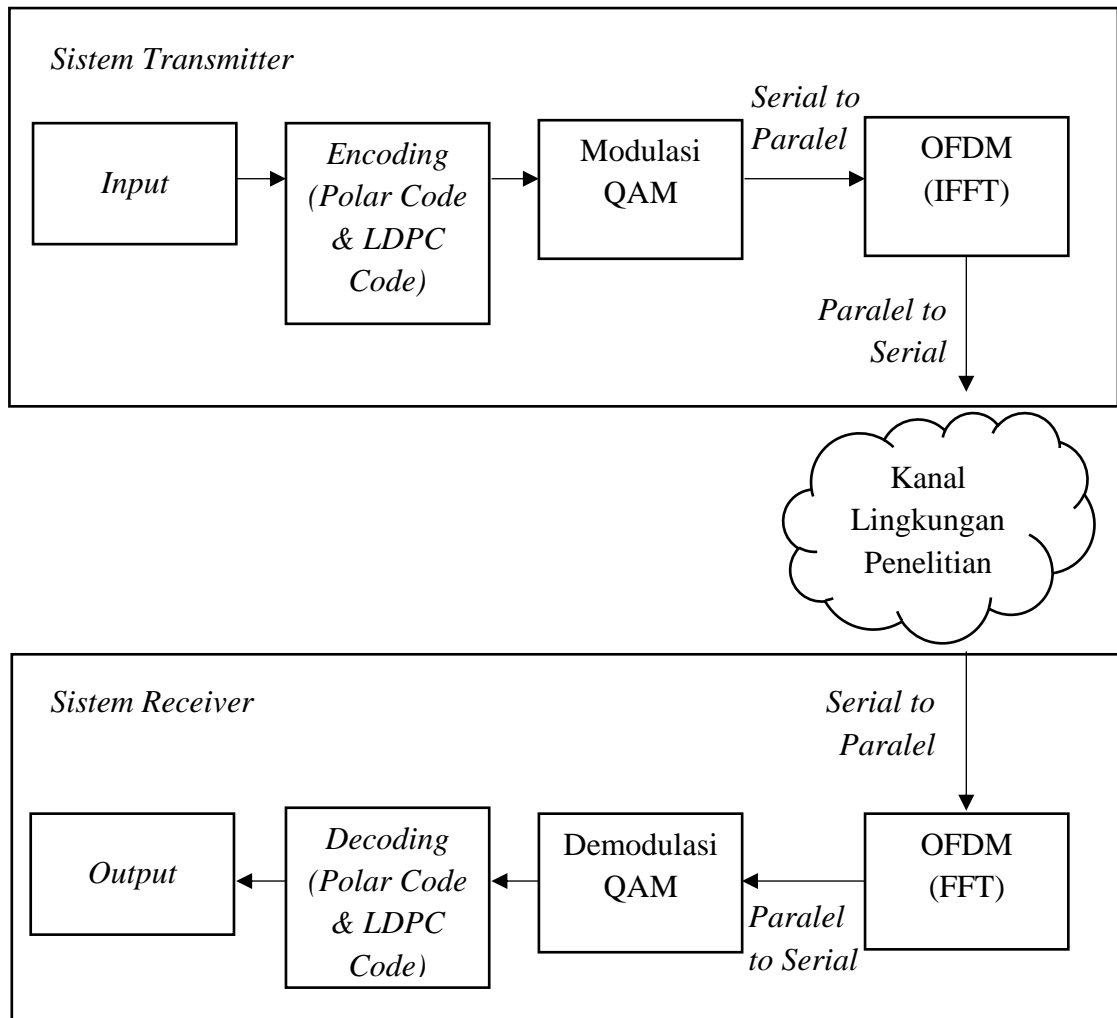 Sistem Transmitter
Input
Encoding
(Polar Code
& LDPC
Code)
Modulasi
QAM
Serial to
Paralel
OFDM
(IFFT)
Paralel to
Serial
Kanal
Lingkungan
Penelitian
Sistem Receiver
Serial to
Paralel
OFDM
(FFT)
Paralel
to Serial
Demodulasi
QAM
Decoding
(Polar Code
& LDPC
Code)
Output